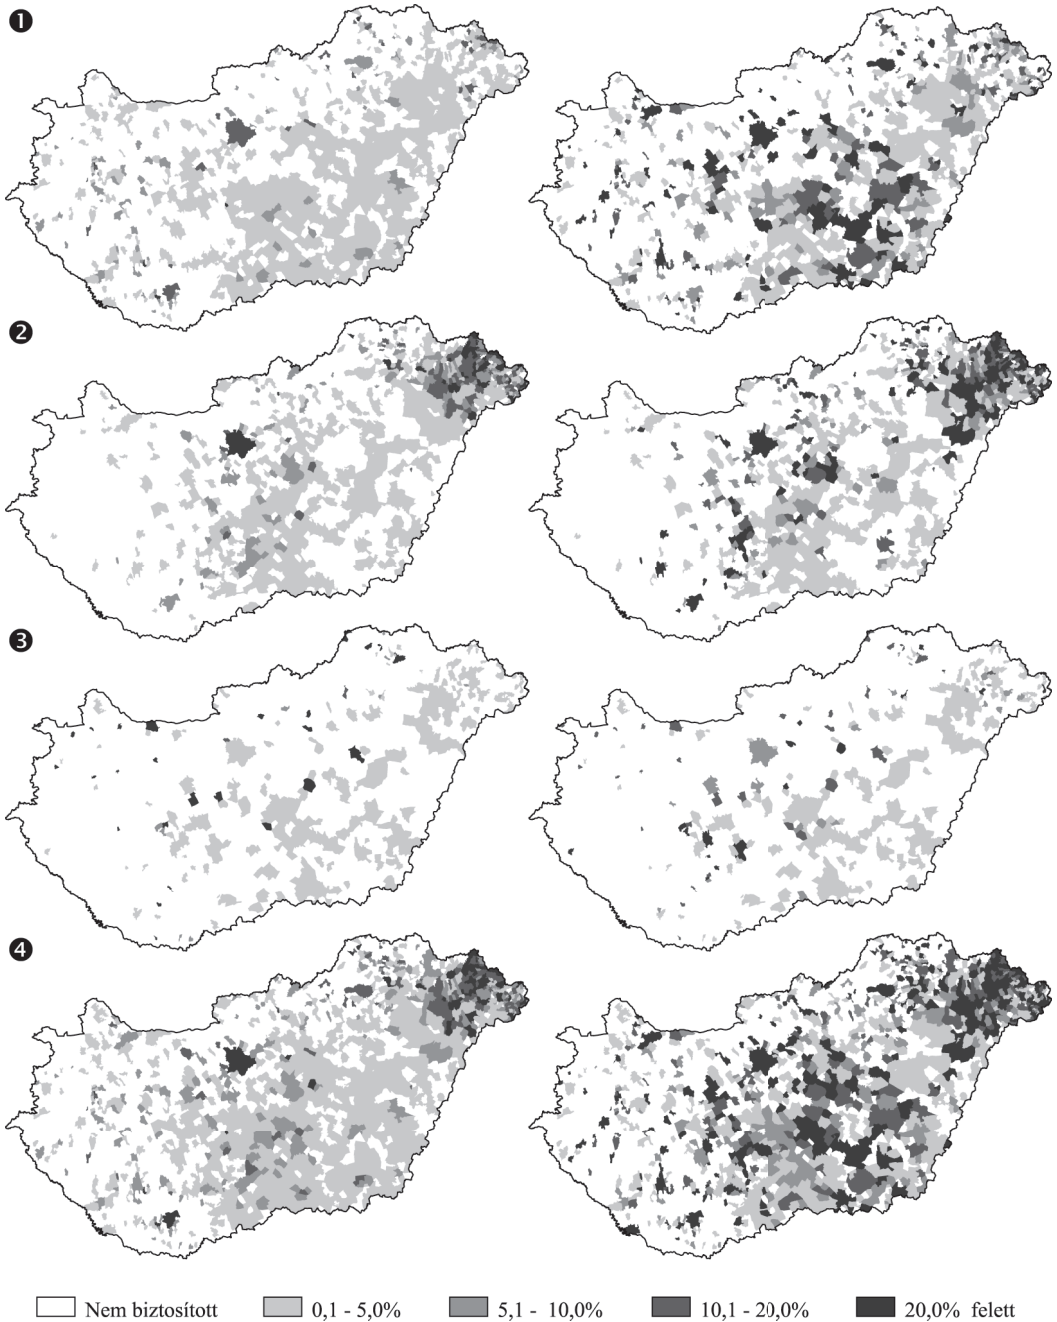 ❶
❷
❸
❹
Nem biztosított 0,1 - 5,0% 5,1 - 10,0% 10,1 - 20,0% 20,0% felett